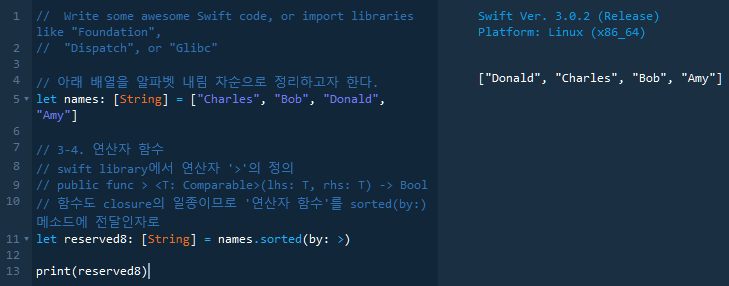 1 //  Write some awesome Swift code, or import libraries
like "Foundation",
2 //  "Dispatch", or "Glibc"
3
4 // 아래 배열을 알파벳 내림 차순으로 정리하고자 한다.
5 let names: [String] = ["Charles", "Bob", "Donald",
"Amy"]
6
7 // 3-4. 연산자 함수
8 // swift library에서 연산자 '>'의 정의
9 // public func > <T: Comparable>(lhs: T, rhs: T) -> Bool
10 // 함수도 closure의 일종이므로 '연산자 함수'를 sorted(by:)
메소드에 전달인자로
11 let reserved8: [String] = names.sorted(by: >)
12
13 print(reserved8)
Swift Ver. 3.0.2 (Release)
Platform: Linux (x86_64)
["Donald", "Charles", "Bob", "Amy"]